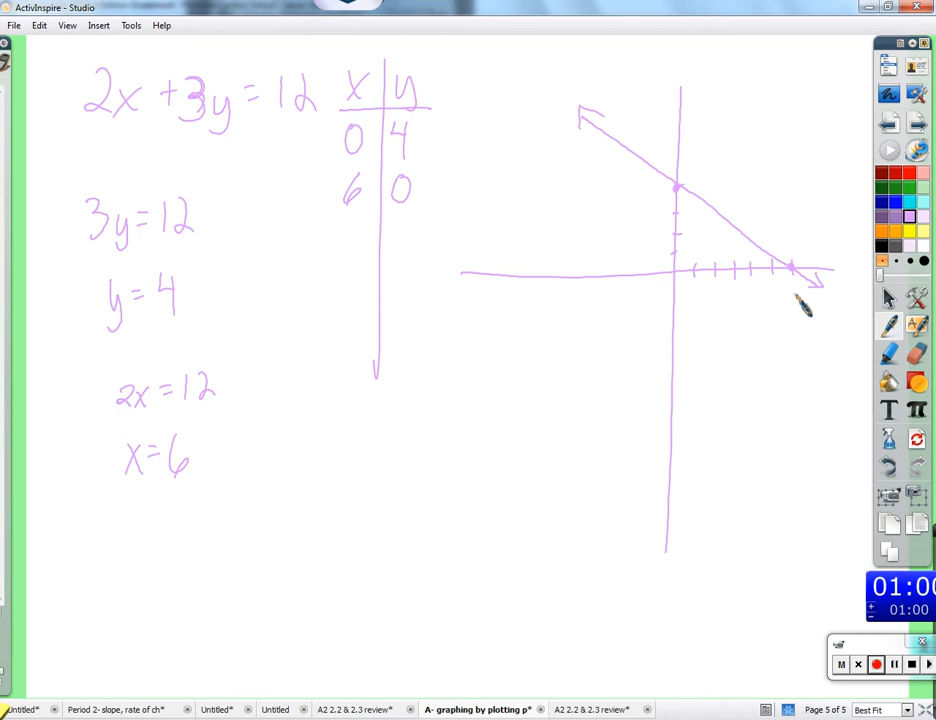 ActivInspire - Studio
File Edit View Insert Tools Help
2x + 3y = 12
x y
0 4
6 0
3y = 12
y = 4
2x = 12
x = 6
01:00
01:00
M
ntitled* Period 2- slope, rate of ch* Untitled* Untitled A2 2.2 & 2.3 review* A- graphing by plotting p* A2 2.2 & 2.3 review* Page 5 of 5 Best Fit